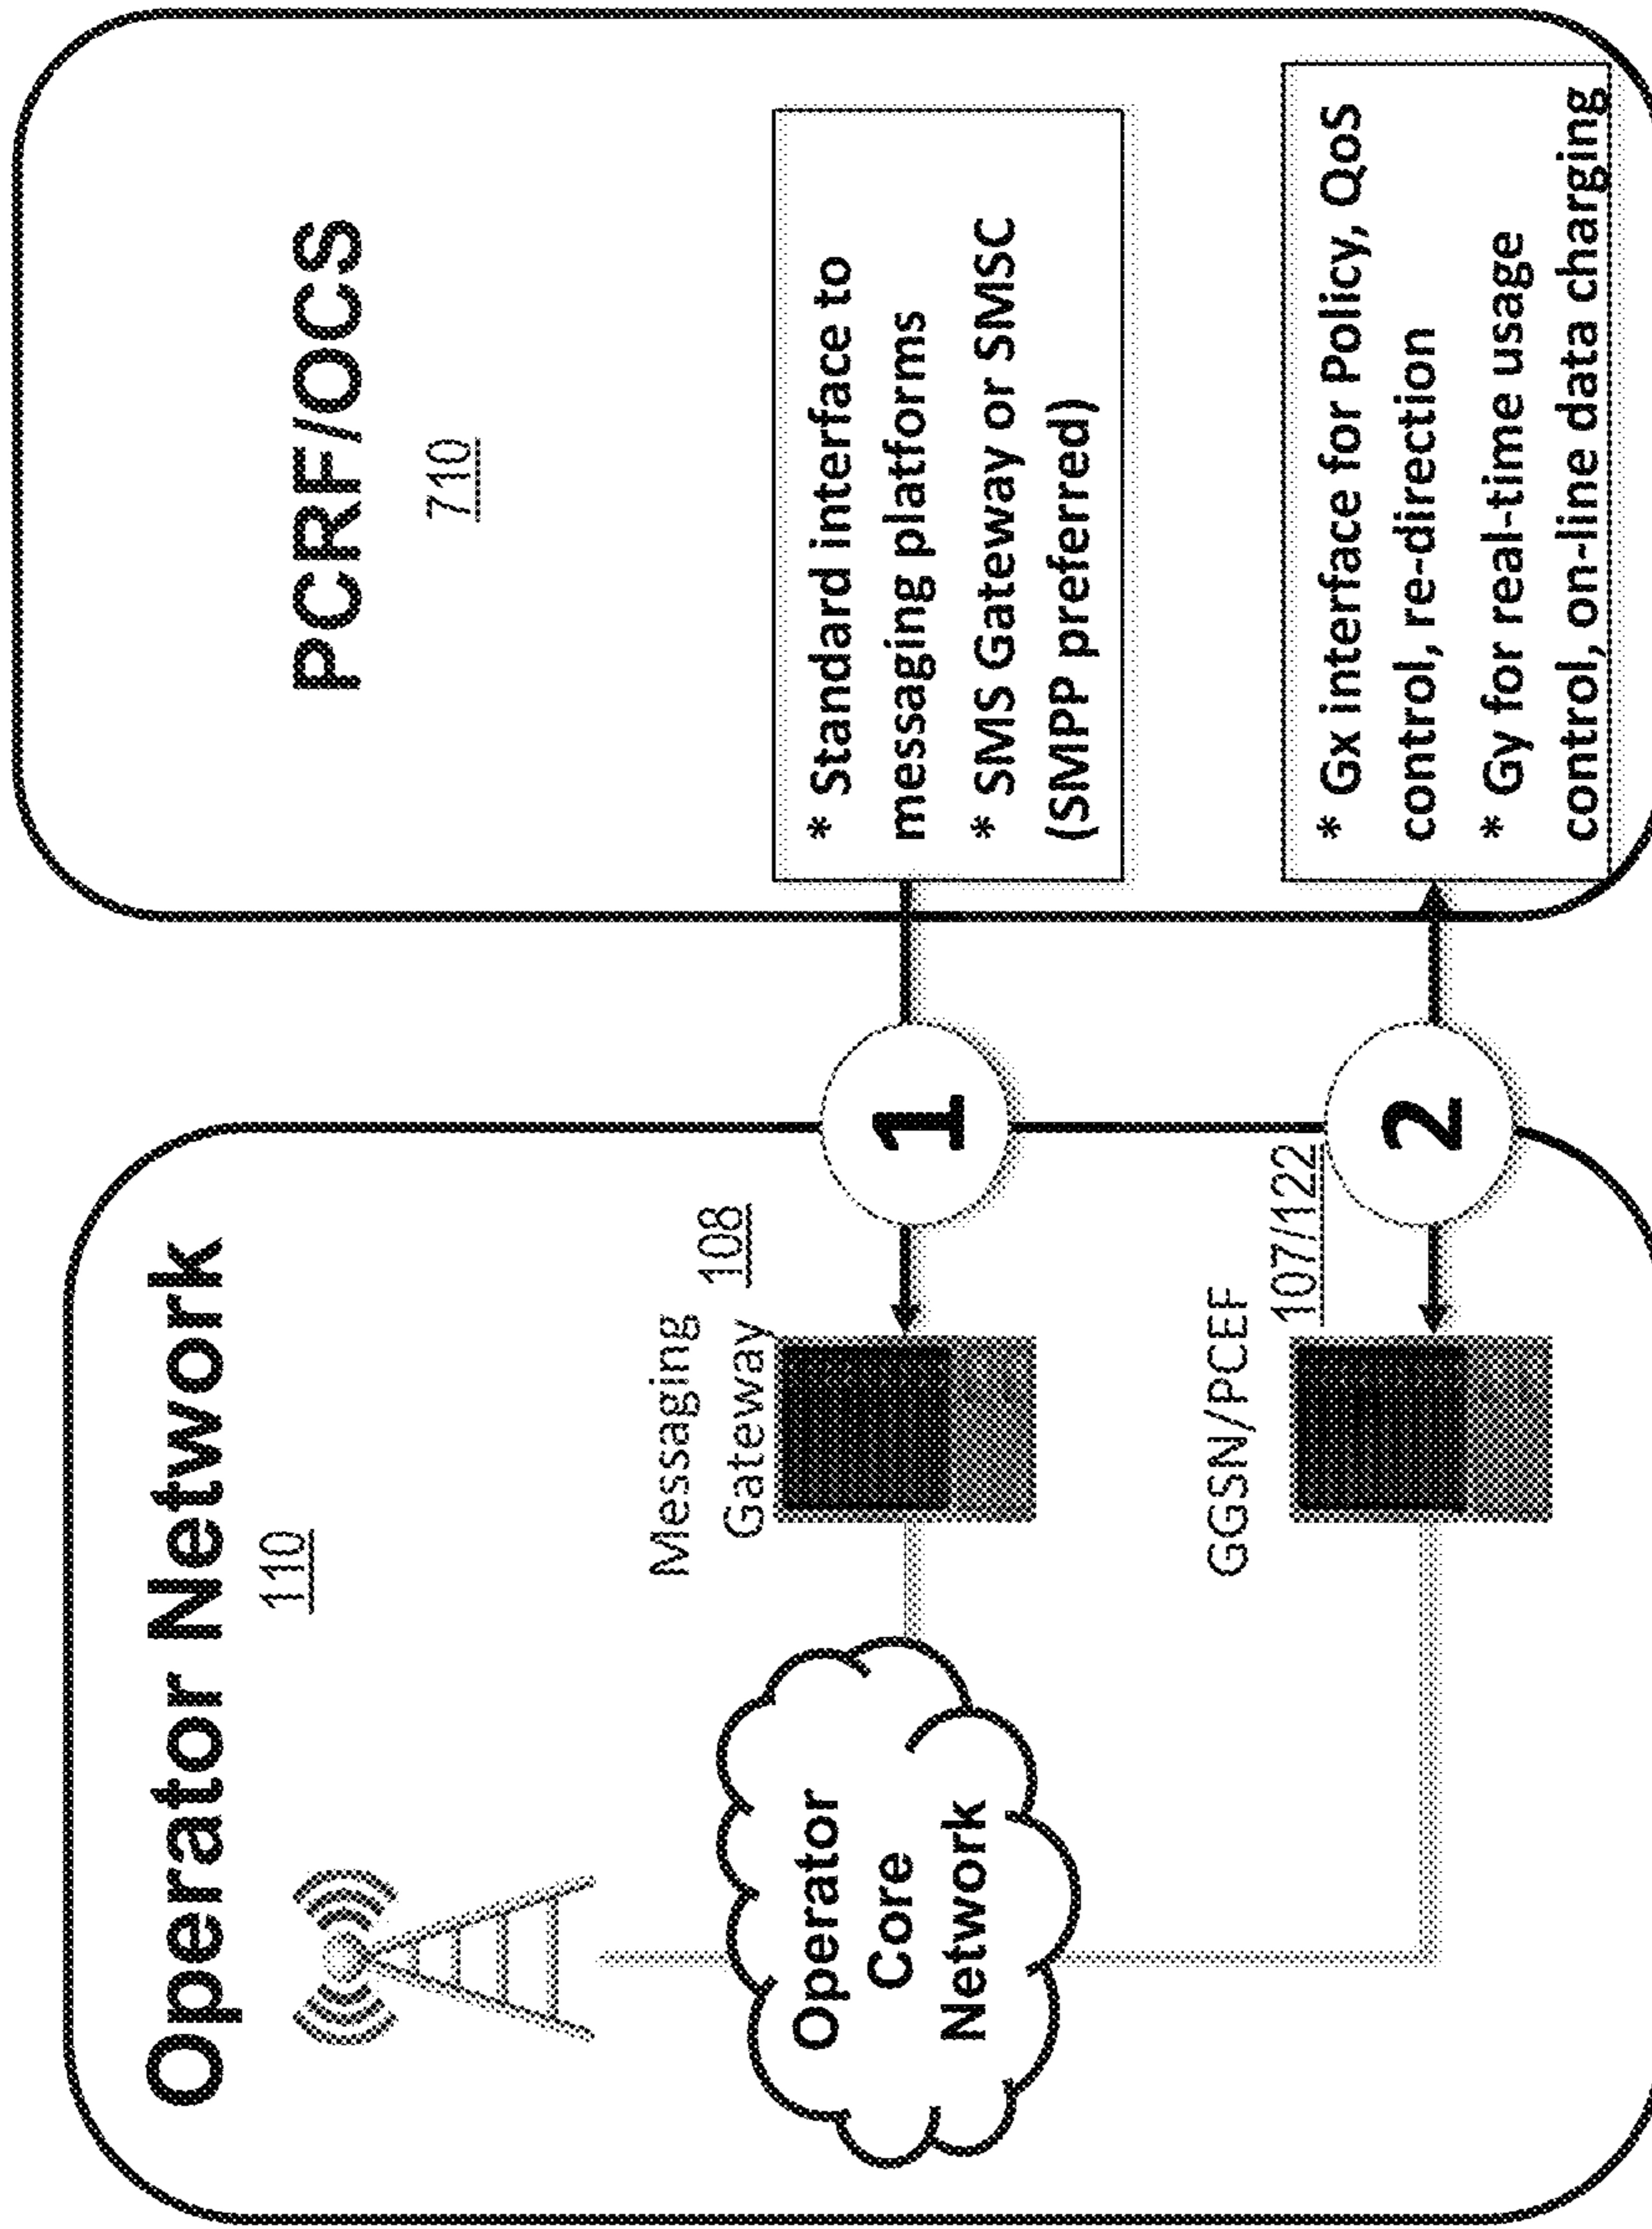 Operator Network
110
Operator
Core
Network
Messaging
Gateway
108
GGSN/PCEF
107/122
1
2
PCRF/OCS
710
* Standard interface to
messaging platforms
* SMS Gateway or SMSC
(SMPP preferred)
* Gx interface for Policy, QoS
control, re-direction
* Gy for real-time usage
control, on-line data charging